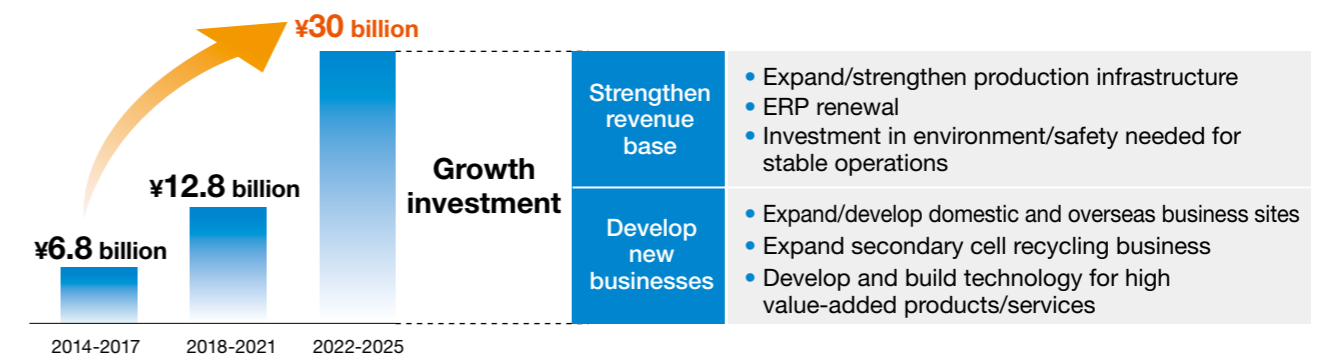 ¥30 billion
¥12.8 billion
¥6.8 billion
2014-2017
2018-2021
2022-2025
Growth
investment
Strengthen
revenue
base
• Expand/strengthen production infrastructure
• ERP renewal
• Investment in environment/safety needed for
stable operations
Develop
new
businesses
• Expand/develop domestic and overseas business sites
• Expand secondary cell recycling business
• Develop and build technology for high
value-added products/services